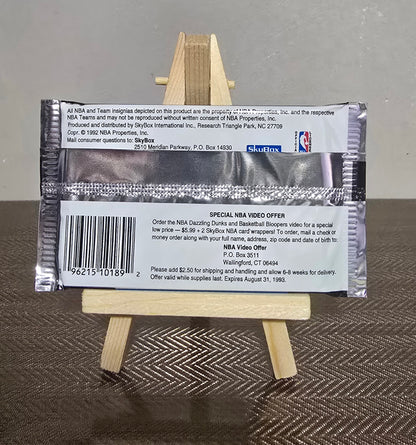 All NBA and Team insignias depicted on this product are the property of NBA Properties, Inc. and the respective
NBA Teams and may not be reproduced without written consent of NBA Properties, Inc.
Produced and distributed by SkyBox International Inc., Research Triangle Park, NC 27709
Copr. © 1992 NBA Properties, Inc.
Mail consumer questions to: SkyBox
2510 Meridian Parkway, P.O. Box 14930
SkyBox
SPECIAL NBA VIDEO OFFER
Order the NBA Dazzling Dunks and Basketball Bloopers video for a special
low price — $5.99 + 2 SkyBox NBA card wrappers! To order, mail a check or
money order along with your full name, address, zip code and date of birth to:
NBA Video Offer
P.O. Box 3511
Wallingford, CT 06494
Please add $2.50 for shipping and handling and allow 6-8 weeks for delivery.
Offer valid while supplies last. Expires August 31, 1993.
96215 10189 2